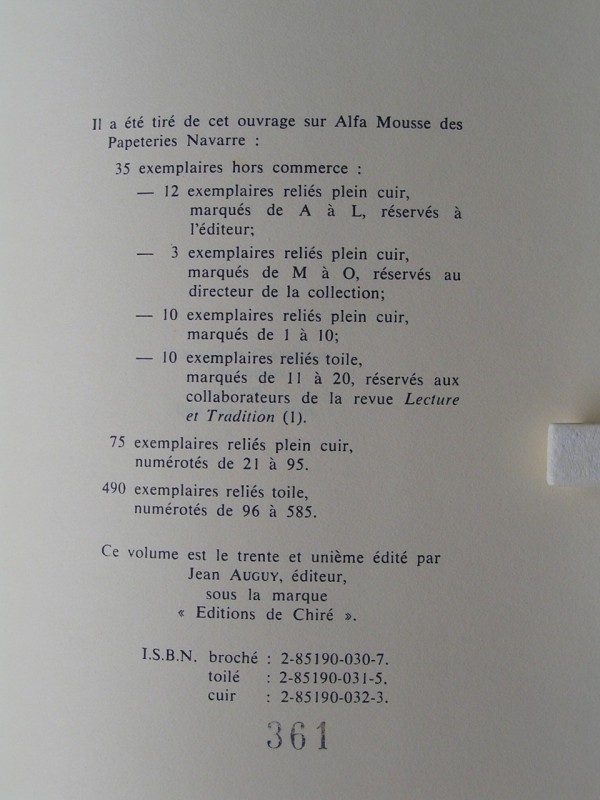 Il a été tiré de cet ouvrage sur Alfa Mousse des
Papeteries Navarre :
35 exemplaires hors commerce :
— 12 exemplaires reliés plein cuir,
marqués de A à L, réservés à
l'éditeur;
— 3 exemplaires reliés plein cuir,
marqués de M à O, réservés au
directeur de la collection;
— 10 exemplaires reliés plein cuir,
marqués de 1 à 10;
— 10 exemplaires reliés toile,
marqués de 11 à 20, réservés aux
collaborateurs de la revue Lecture
et Tradition (1).
75 exemplaires reliés plein cuir,
numérotés de 21 à 95.
490 exemplaires reliés toile,
numérotés de 96 à 585.
Ce volume est le trente et unième édité par
Jean AUGUY, éditeur,
sous la marque
« Editions de Chiré ».
I.S.B.N. broché : 2-85190-030-7.
toilé : 2-85190-031-5.
cuir : 2-85190-032-3.
361